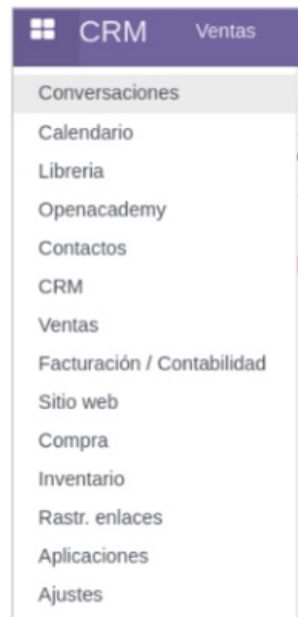 CRM Ventas
Conversaciones
Calendario
Libreria
Openacademy
Contactos
CRM
Ventas
Facturación / Contabilidad
Sitio web
Compra
Inventario
Rastr. enlaces
Aplicaciones
Ajustes